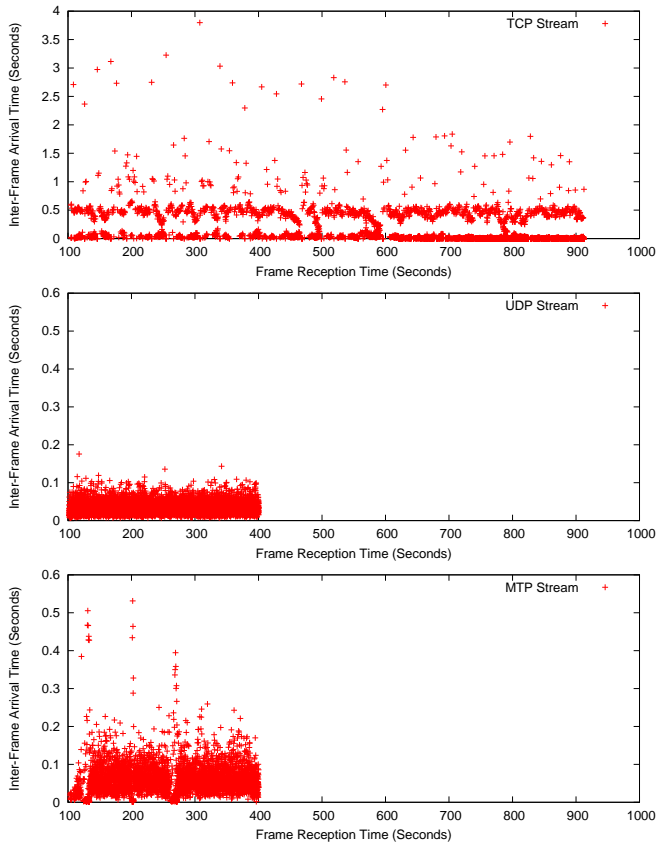 4
3.5
3
2.5
2
1.5
1
0.5
0
Inter-Frame Arrival Time (Seconds)
TCP Stream
100 200 300 400 500 600 700 800 900 1000
Frame Reception Time (Seconds)
0.6
0.5
0.4
0.3
0.2
0.1
0
Inter-Frame Arrival Time (Seconds)
UDP Stream
100 200 300 400 500 600 700 800 900 1000
Frame Reception Time (Seconds)
0.6
0.5
0.4
0.3
0.2
0.1
0
Inter-Frame Arrival Time (Seconds)
MTP Stream
100 200 300 400 500 600 700 800 900 1000
Frame Reception Time (Seconds)